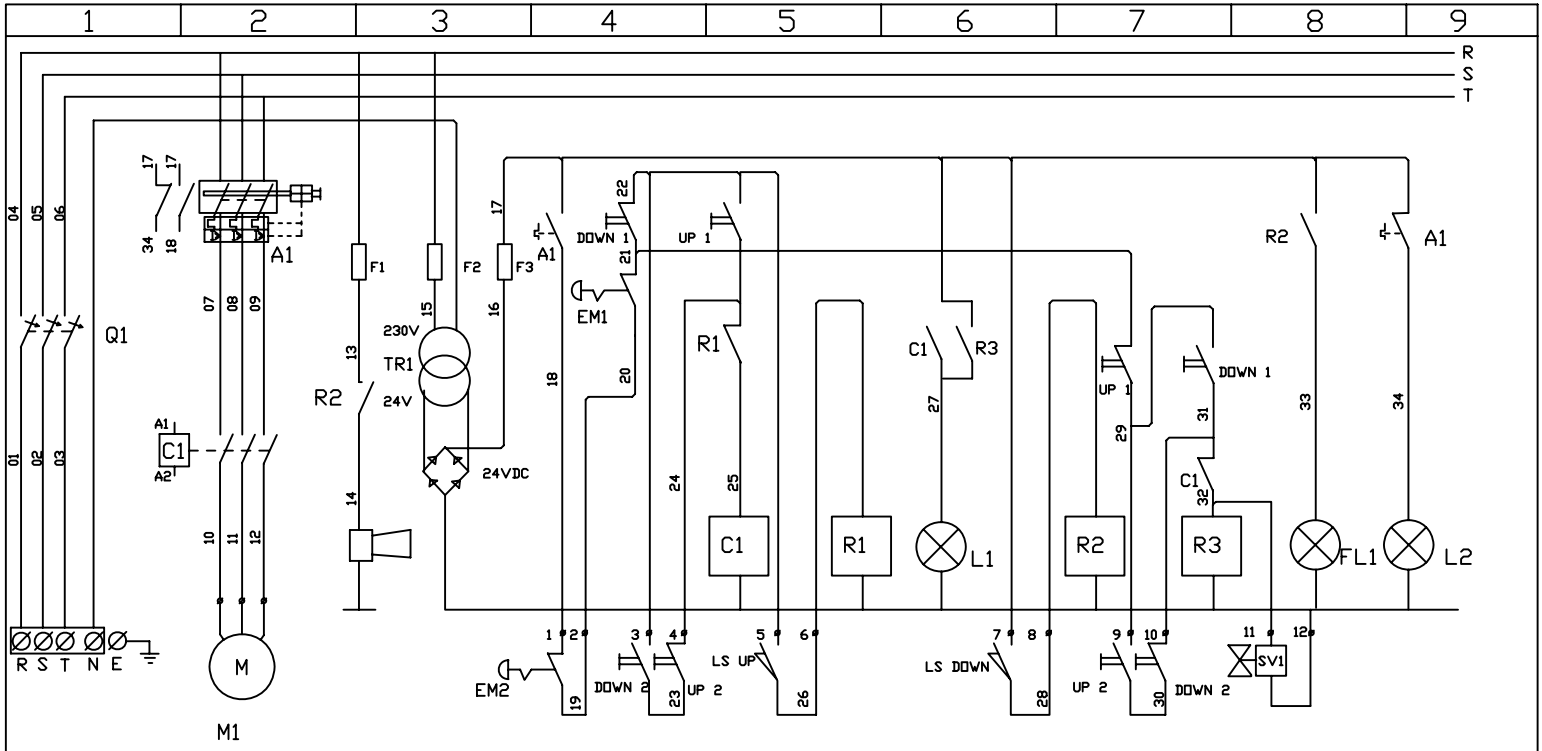 1 2 3 4 5 6 7 8 9
R
S
T
17 17
34 18
04 05 06
A1
07 08 09
Q1
A1
C1
A2
01 02 03
10 11 12
R S T N E
M
M1
F1
13
R2
14
F2
15
230V
TR1
24V
24VDC
17
F3
16
A1
18
22
DOWN 1
21
EM1
20
UP 1
R1
24
25
C1
R1
C1
R3
27
L1
R2
UP 1
29
DOWN 1
31
C1
32
R3
R2
33
FL1
A1
34
L2
1 2 3 4 5 6 7 8 9 10 11 12
EM2
19
DOWN 2
23
UP 2
LS UP
26
LS DOWN
28
UP 2
30
DOWN 2
SV1